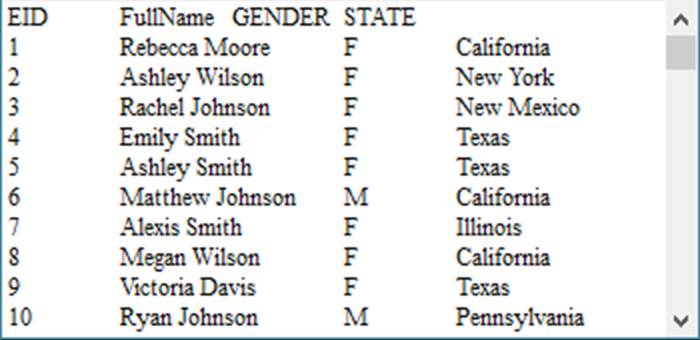 EID FullName GENDER STATE
1 Rebecca Moore F California
2 Ashley Wilson F New York
3 Rachel Johnson F New Mexico
4 Emily Smith F Texas
5 Ashley Smith F Texas
6 Matthew Johnson M California
7 Alexis Smith F Illinois
8 Megan Wilson F California
9 Victoria Davis F Texas
10 Ryan Johnson M Pennsylvania